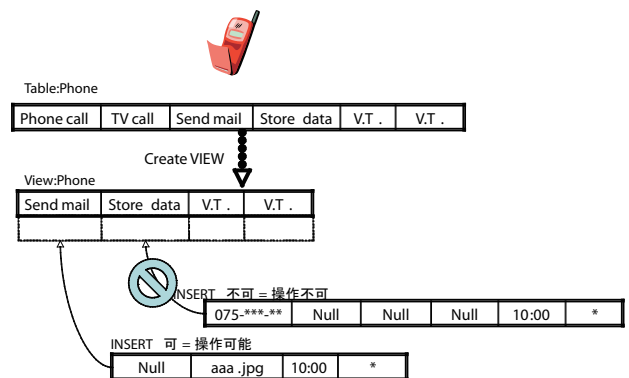 Table:Phone
Phone call TV call Send mail Store data V.T . V.T .
Create VIEW
View:Phone
Send mail Store data V.T . V.T .
INSERT 不可 = 操作不可
075-***-** Null Null Null 10:00 *
INSERT 可 = 操作可能
Null aaa .jpg 10:00 *